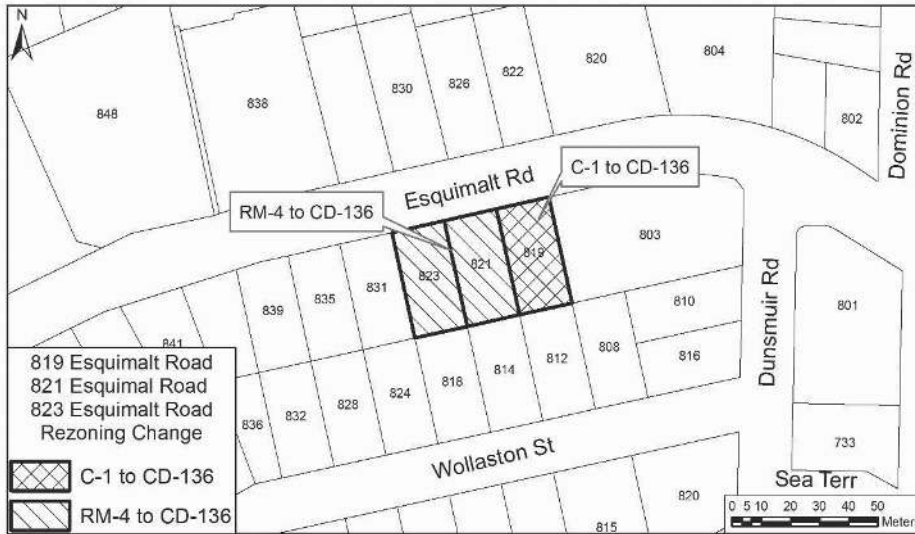 N
848
838
830
826
822
820
804
802
Dominion Rd
Esquimalt Rd
C-1 to CD-136
RM-4 to CD-136
839
835
831
823
821
819
803
841
810
816
808
812
814
818
824
828
832
836
Dunsmuir Rd
801
733
Wollaston St
Sea Terr
820
815
819 Esquimalt Road
821 Esquimal Road
823 Esquimalt Road
Rezoning Change
C-1 to CD-136
RM-4 to CD-136
0 5 10 20 30 40 50
Meter